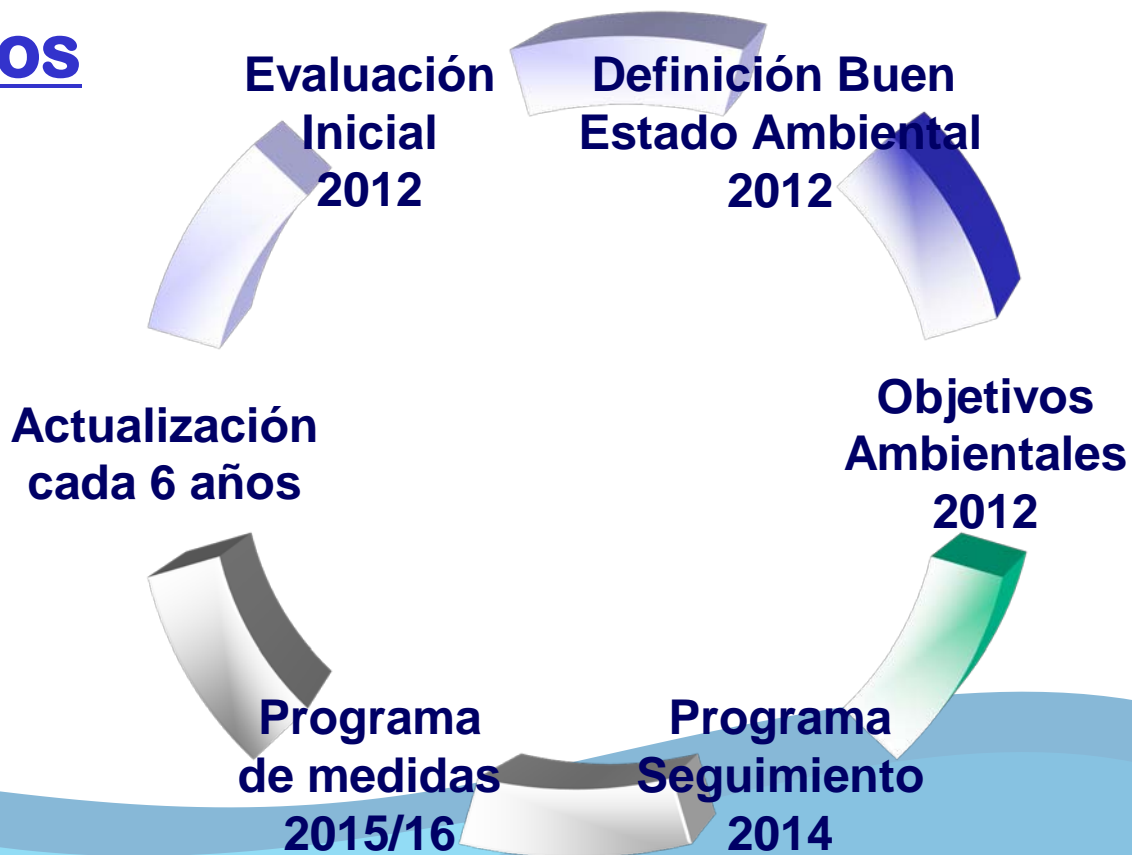 os
Evaluación
Inicial
2012
Definición Buen
Estado Ambiental
2012
Objetivos
Ambientales
2012
Programa
Seguimiento
2014
Programa
de medidas
2015/16
Actualización
cada 6 años